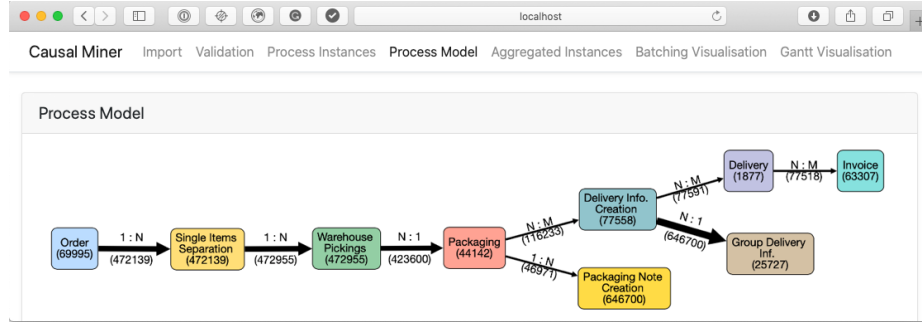 localhost
Causal Miner Import Validation Process Instances Process Model Aggregated Instances Batching Visualisation Gantt Visualisation
Process Model
Order
(69995)
1 : N
(472139)
Single Items
Separation
(472139)
1 : N
(472955)
Warehouse
Pickings
(472955)
N : 1
(423600)
Packaging
(44142)
N : M
(116233)
1 : N
(46971)
Delivery Info.
Creation
(77558)
Packaging Note
Creation
(646700)
N : M
(77591)
N : 1
(646700)
Delivery
(1877)
N : M
(77518)
Invoice
(63307)
Group Delivery
Inf.
(25727)